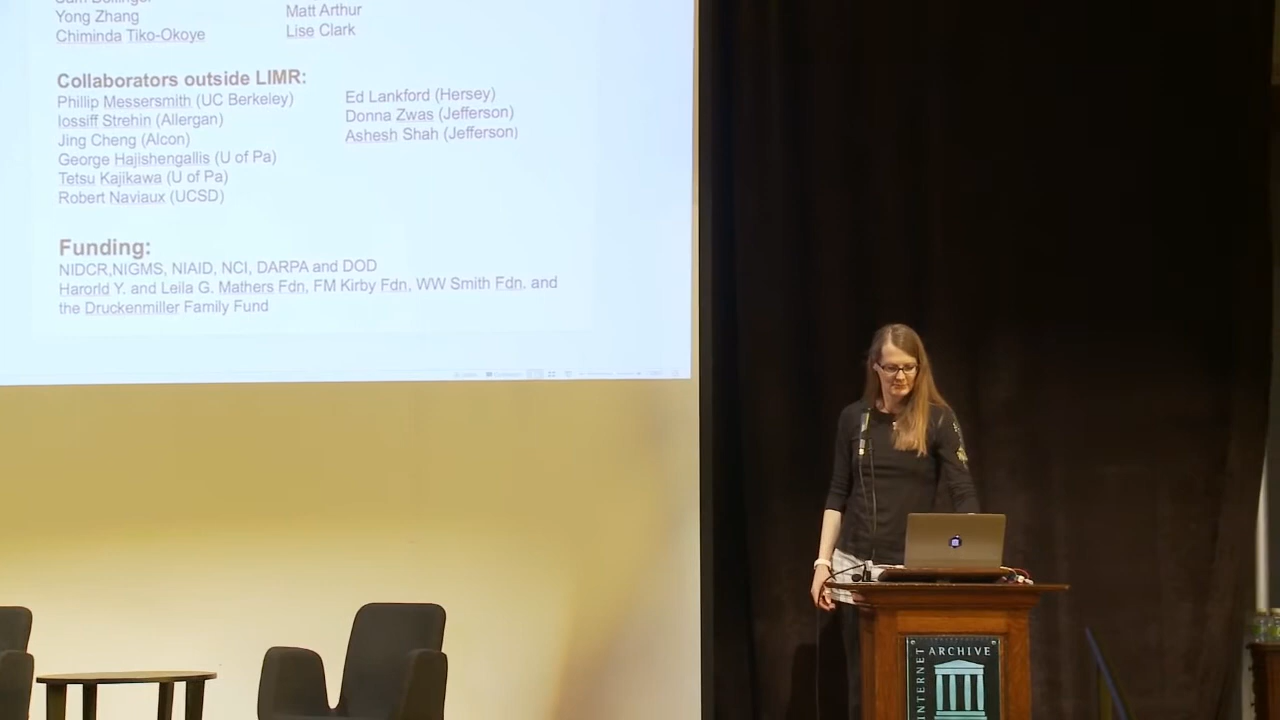 Yong Zhang
Chiminda Tiko-Okoye
Matt Arthur
Lise Clark
Collaborators outside LIMR:
Phillip Messersmith (UC Berkeley)
Iossiff Strehin (Allergan)
Jing Cheng (Alcon)
George Hajishengallis (U of Pa)
Tetsu Kajikawa (U of Pa)
Robert Naviaux (UCSD)
Ed Lankford (Hersey)
Donna Zwas (Jefferson)
Ashesh Shah (Jefferson)
Funding:
NIDCR,NIGMS, NIAID, NCI, DARPA and DOD
Harorld Y. and Leila G. Mathers Fdn, FM Kirby Fdn, WW Smith Fdn. and
the Druckenmiller Family Fund
INTERNET
ARCHIVE